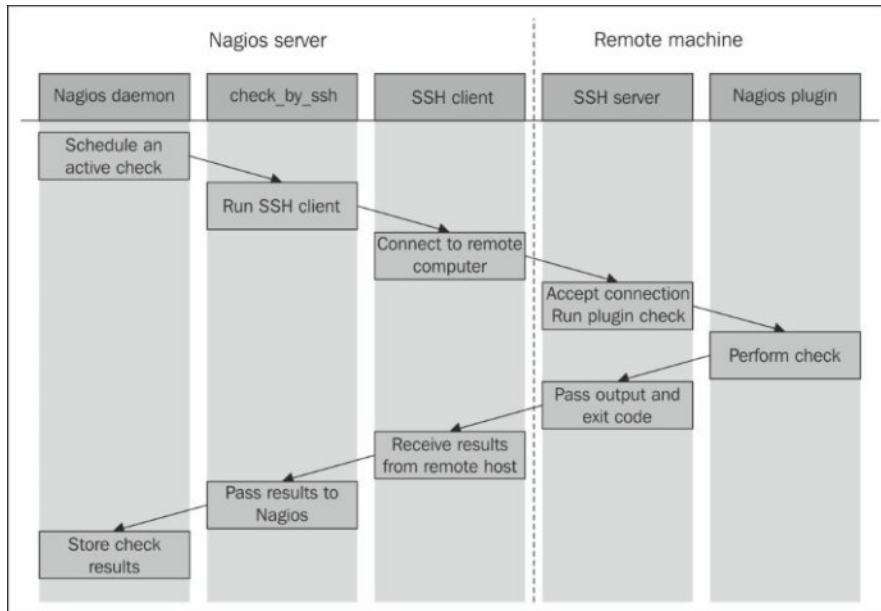 Nagios server
Remote machine
Nagios daemon
check_by_ssh
SSH client
SSH server
Nagios plugin
Schedule an
active check
Run SSH client
Connect to remote
computer
Accept connection
Run plugin check
Perform check
Pass output and
exit code
Receive results
from remote host
Pass results to
Nagios
Store check
results